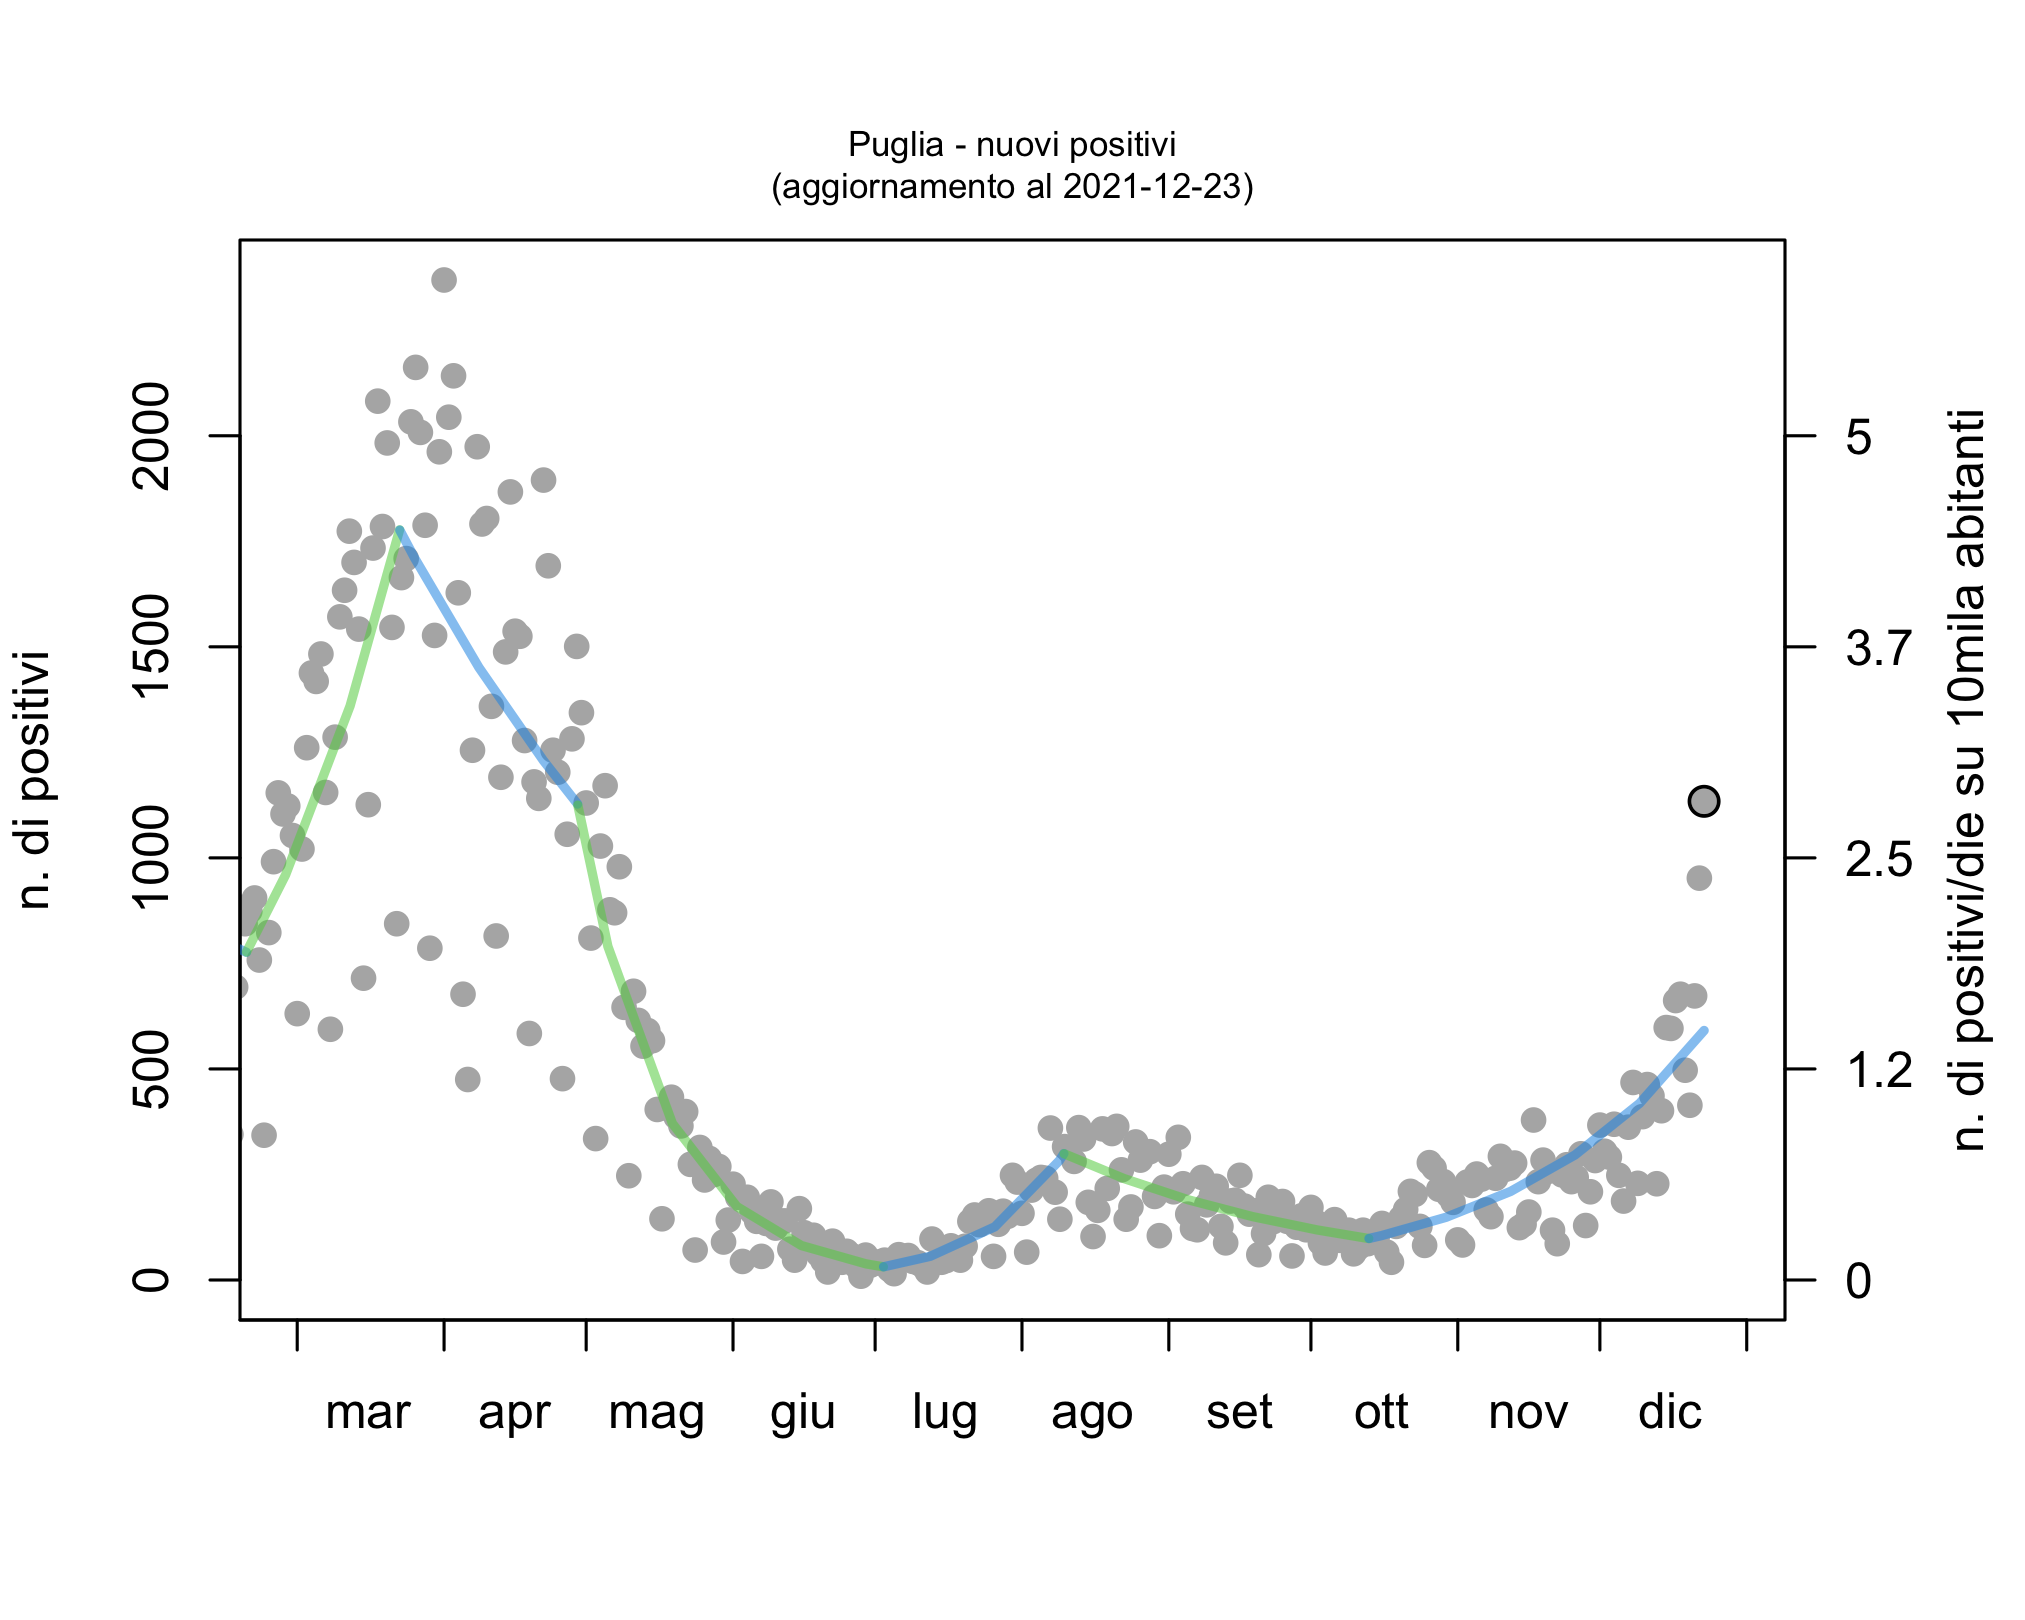 Puglia - nuovi positivi
(aggiornamento al 2021-12-23)
n. di positivi
2000
1500
1000
500
0
5
3.7
2.5
1.2
0
n. di positivi/die su 10mila abitanti
mar apr mag giu lug ago set ott nov dic